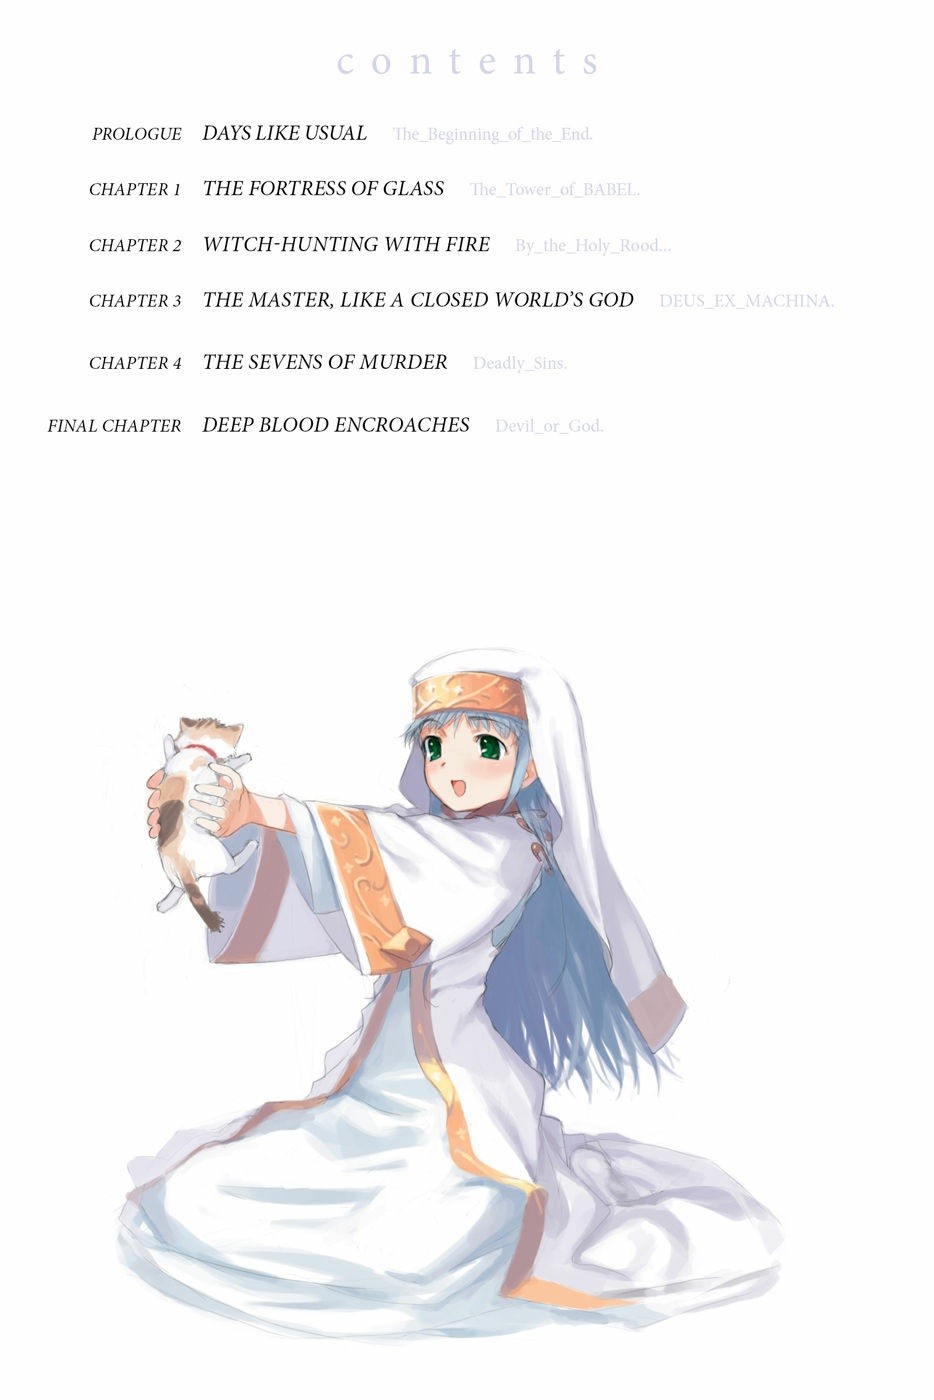 contents
PROLOGUE DAYS LIKE USUAL The_Beginning_of_the_End.
CHAPTER 1 THE FORTRESS OF GLASS The_Tower_of_BABEL.
CHAPTER 2 WITCH-HUNTING WITH FIRE By_the_Holy_Rood...
CHAPTER 3 THE MASTER, LIKE A CLOSED WORLD’S GOD DEUS_EX_MACHINA.
CHAPTER 4 THE SEVENS OF MURDER Deadly_Sins.
FINAL CHAPTER DEEP BLOOD ENCROACHES Devil_or_God.